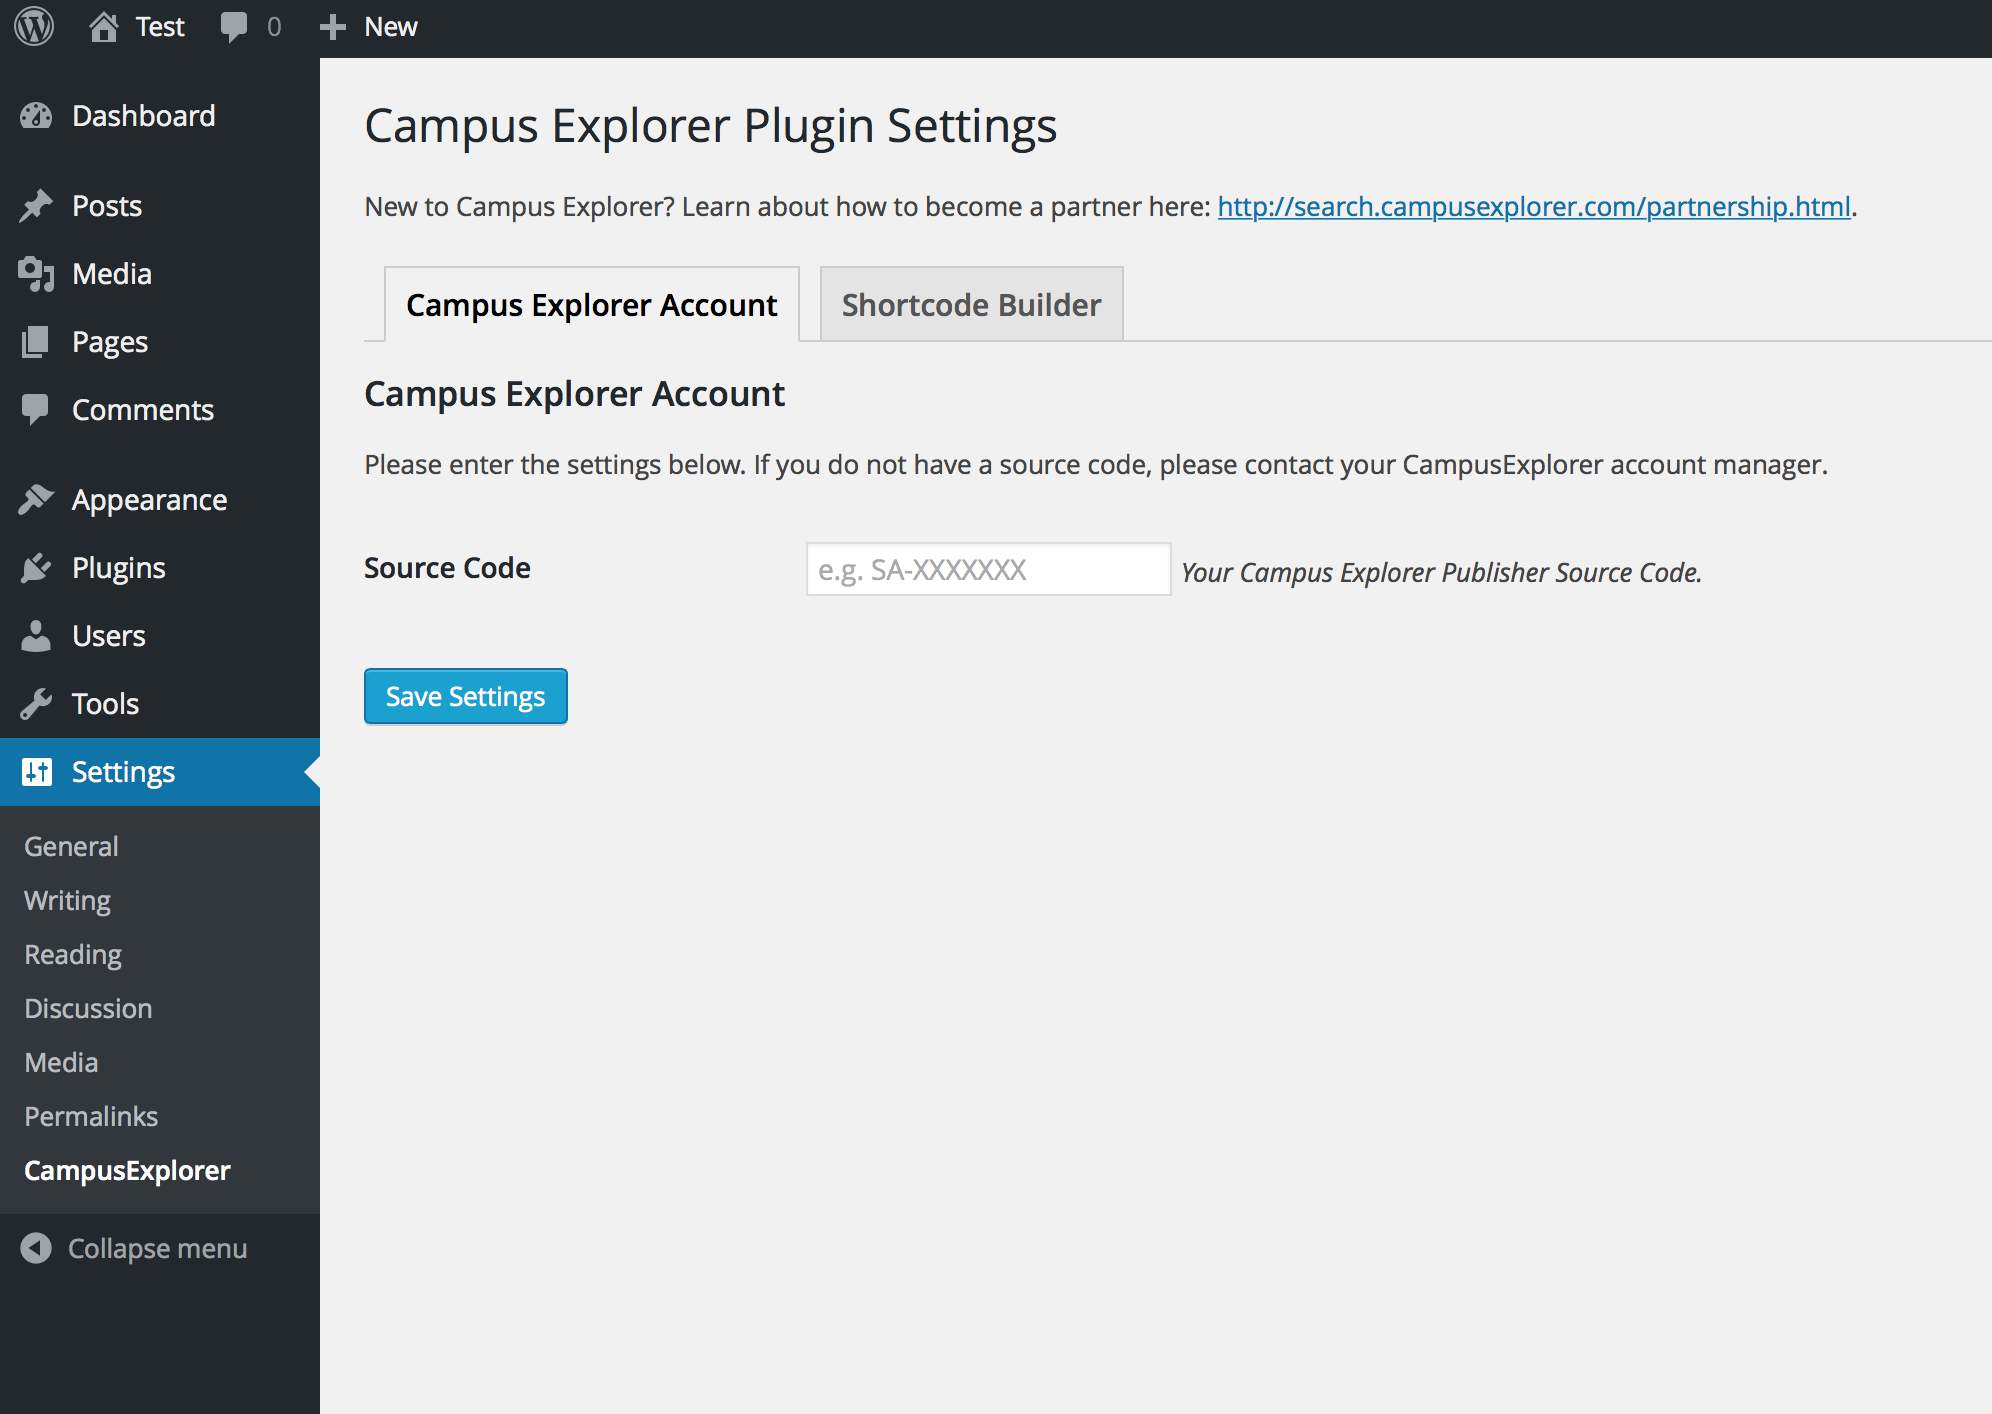 Test 0 New
Dashboard
Posts
Media
Pages
Comments
Appearance
Plugins
Users
Tools
Settings
General
Writing
Reading
Discussion
Media
Permalinks
CampusExplorer
Collapse menu
Campus Explorer Plugin Settings
New to Campus Explorer? Learn about how to become a partner here: http://search.campusexplorer.com/partnership.html.
Campus Explorer Account Shortcode Builder
Campus Explorer Account
Please enter the settings below. If you do not have a source code, please contact your CampusExplorer account manager.
Source Code e.g. SA-XXXXXXX Your Campus Explorer Publisher Source Code.
Save Settings